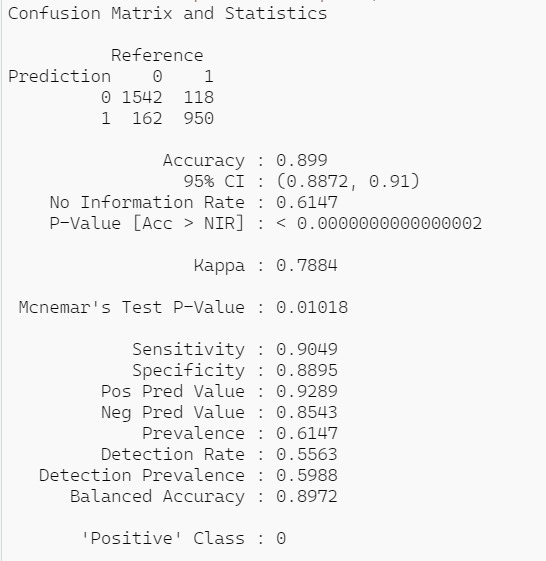 Confusion Matrix and Statistics
Reference
Prediction 0 1
0 1542 118
1 162 950
Accuracy : 0.899
95% CI : (0.8872, 0.91)
No Information Rate : 0.6147
P-Value [Acc > NIR] : < 0.0000000000000002
Kappa : 0.7884
Mcnemar's Test P-Value : 0.01018
Sensitivity : 0.9049
Specificity : 0.8895
Pos Pred Value : 0.9289
Neg Pred Value : 0.8543
Prevalence : 0.6147
Detection Rate : 0.5563
Detection Prevalence : 0.5988
Balanced Accuracy : 0.8972
'Positive' Class : 0